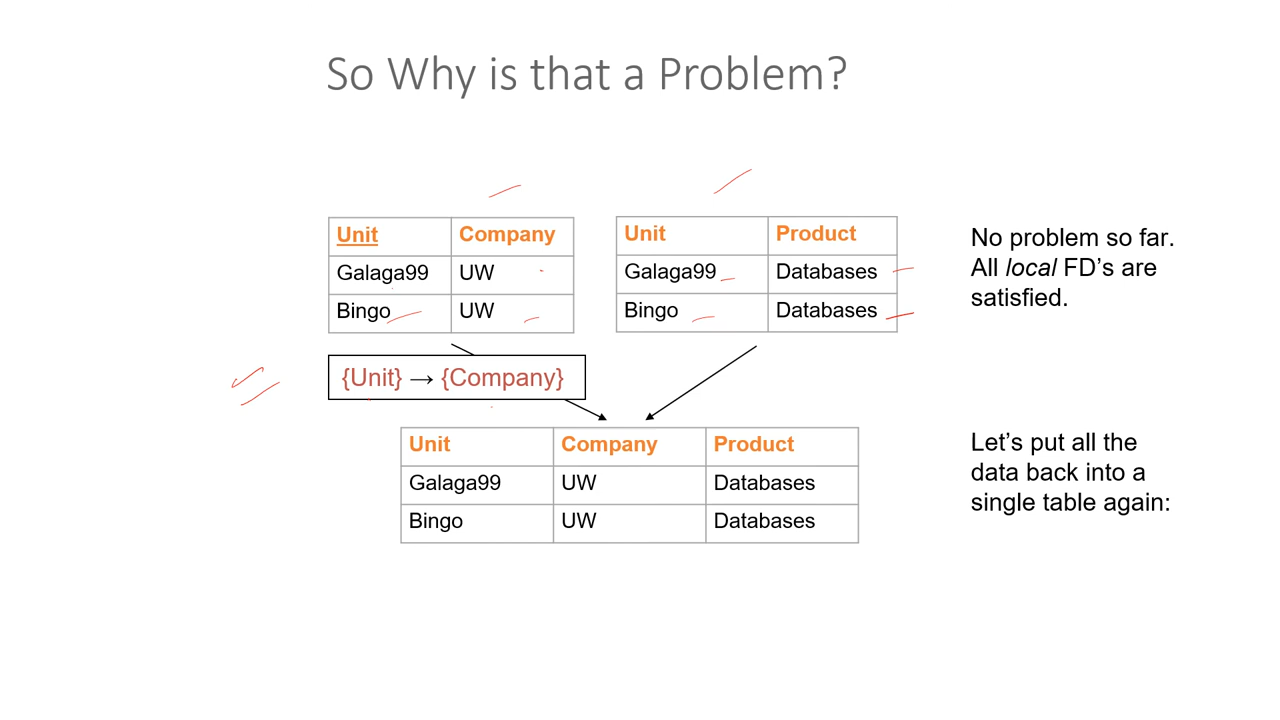 So Why is that a Problem?
Unit Company
Galaga99 UW
Bingo UW
Unit Product
Galaga99 Databases
Bingo Databases
No problem so far.
All local FD's are
satisfied.
{Unit} → {Company}
Unit Company Product
Galaga99 UW Databases
Bingo UW Databases
Let's put all the
data back into a
single table again: